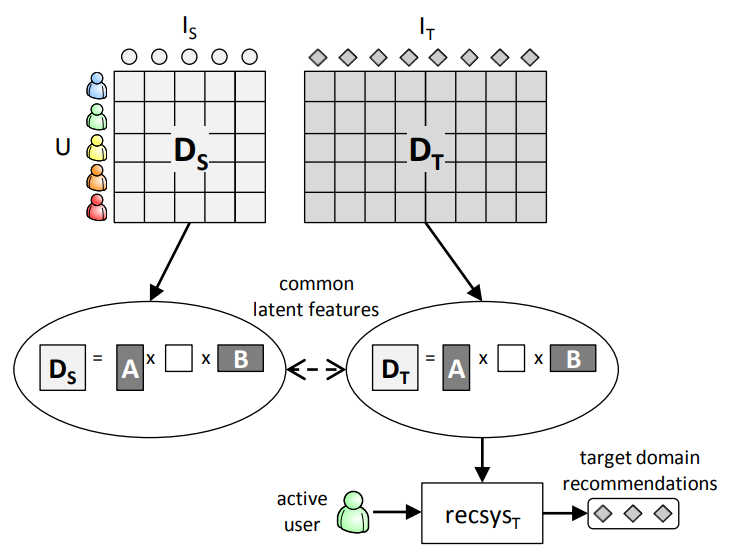 I_S
I_T
U
D_S
D_T
common
latent features
D_S = A x x B
D_T = A x x B
target domain
recommendations
active
user
recsys_T